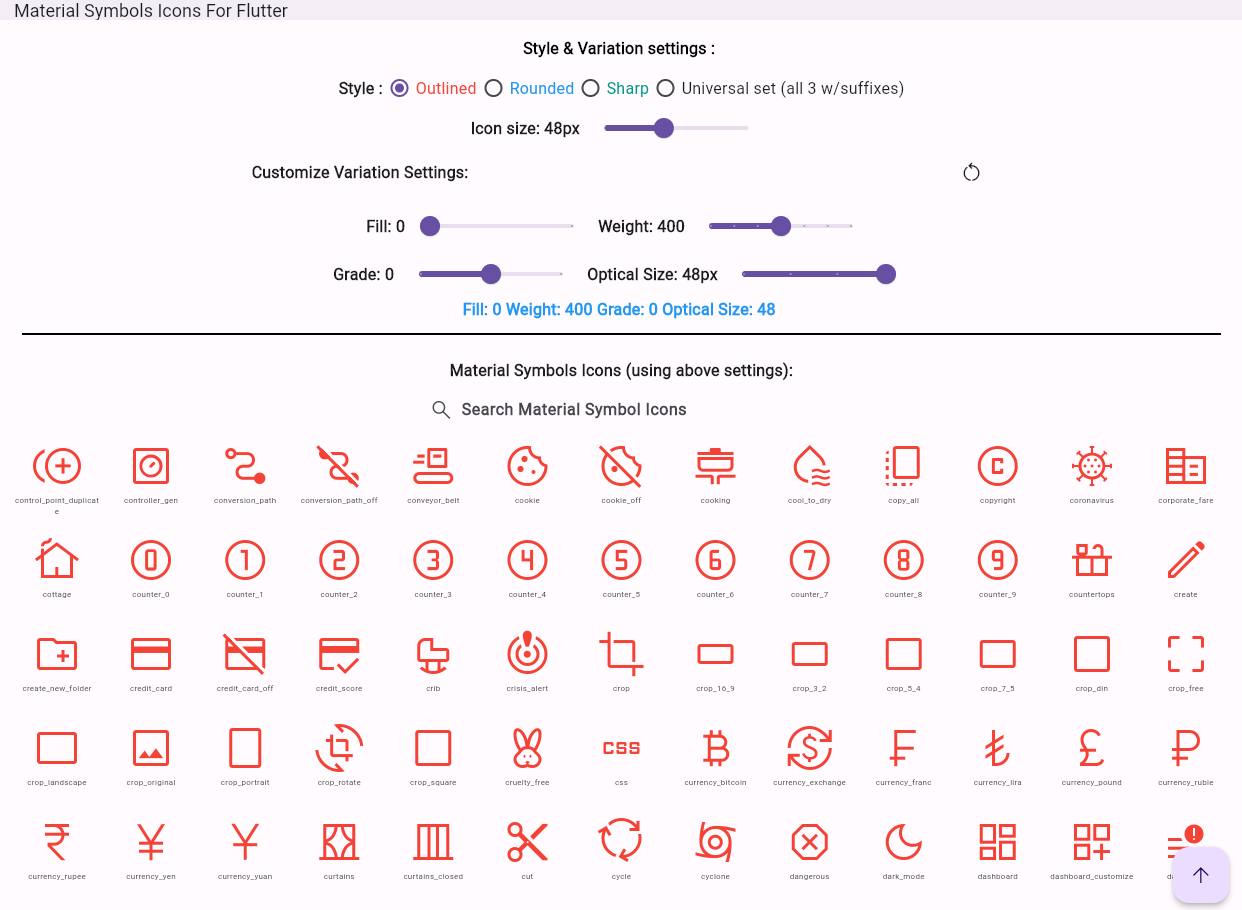 Material Symbols Icons For Flutter
Style & Variation settings :
Style : Outlined Rounded Sharp Universal set (all 3 w/suffixes)
Icon size: 48px
Customize Variation Settings:
Fill: 0 Weight: 400
Grade: 0 Optical Size: 48px
Fill: 0 Weight: 400 Grade: 0 Optical Size: 48
Material Symbols Icons (using above settings):
Search Material Symbol Icons
control_point_duplicat
e
controller_gen conversion_path conversion_path_off conveyor_belt cookie cookie_off cooking cool_to_dry copy_all copyright coronavirus corporate_fare
cottage counter_0 counter_1 counter_2 counter_3 counter_4 counter_5 counter_6 counter_7 counter_8 counter_9 countertops create
create_new_folder credit_card credit_card_off credit_score crib crisis_alert crop crop_16_9 crop_3_2 crop_5_4 crop_7_5 crop_din crop_free
CSS
crop_landscape crop_original crop_portrait crop_rotate crop_square cruelty_free css currency_bitcoin currency_exchange currency_franc currency_lira currency_pound currency_ruble
currency_rupee currency_yen currency_yuan curtains curtains_closed cut cycle cyclone dangerous dark_mode dashboard dashboard_customize